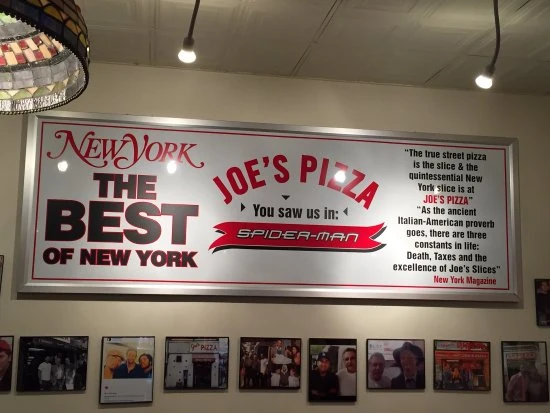 NEW YORK
THE
BEST
OF NEW YORK
JOE'S PIZZA
You saw us in:
SPIDER-MAN
"The true street pizza
is the slice & the
quintessential New
York slice is at
JOE'S PIZZA"
"As the ancient
Italian-American proverb
goes, there are three
constants in life:
Death, Taxes and the
excellence of Joe's Slices"
New York Magazine
PIZZA